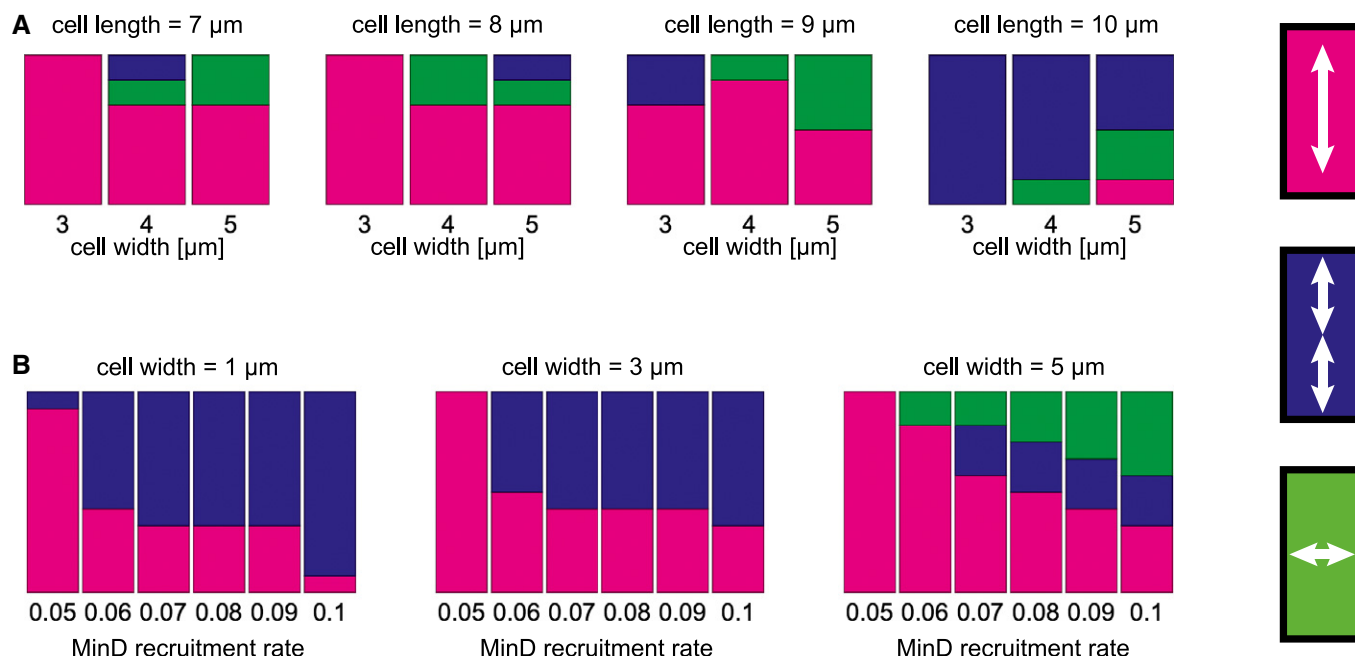 A
cell length = 7 µm
cell length = 8 µm
cell length = 9 µm
cell length = 10 µm
3 4 5
3 4 5
3 4 5
3 4 5
cell width [µm]
cell width [µm]
cell width [µm]
cell width [µm]
B
cell width = 1 µm
cell width = 3 µm
cell width = 5 µm
0.05 0.06 0.07 0.08 0.09 0.1
0.05 0.06 0.07 0.08 0.09 0.1
0.05 0.06 0.07 0.08 0.09 0.1
MinD recruitment rate
MinD recruitment rate
MinD recruitment rate